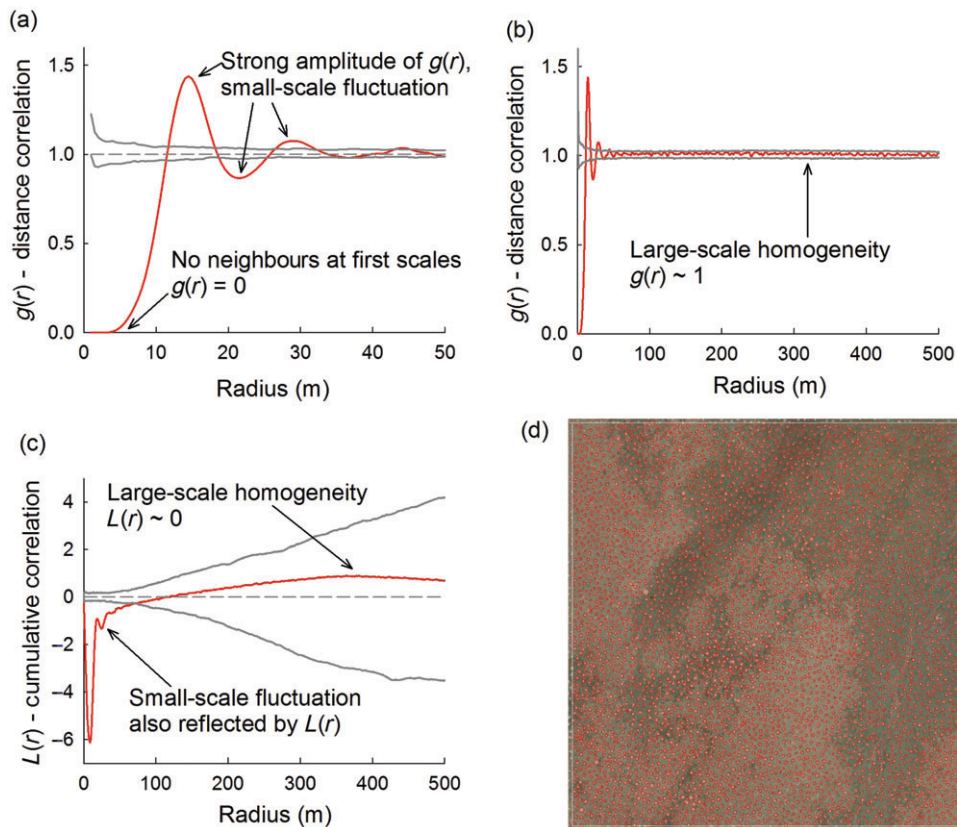 (a)
1.5
1.0
0.5
0.0
g(r) - distance correlation
Strong amplitude of g(r),
small-scale fluctuation
No neighbours at first scales
g(r) = 0
0
10
20
30
40
50
Radius (m)
(b)
1.5
1.0
0.5
0.0
g(r) - distance correlation
Large-scale homogeneity
g(r) ~ 1
0
100
200
300
400
500
Radius (m)
(c)
4
2
0
–2
–4
–6
L(r) - cumulative correlation
Large-scale homogeneity
L(r) ~ 0
Small-scale fluctuation
also reflected by L(r)
0
100
200
300
400
500
Radius (m)
(d)